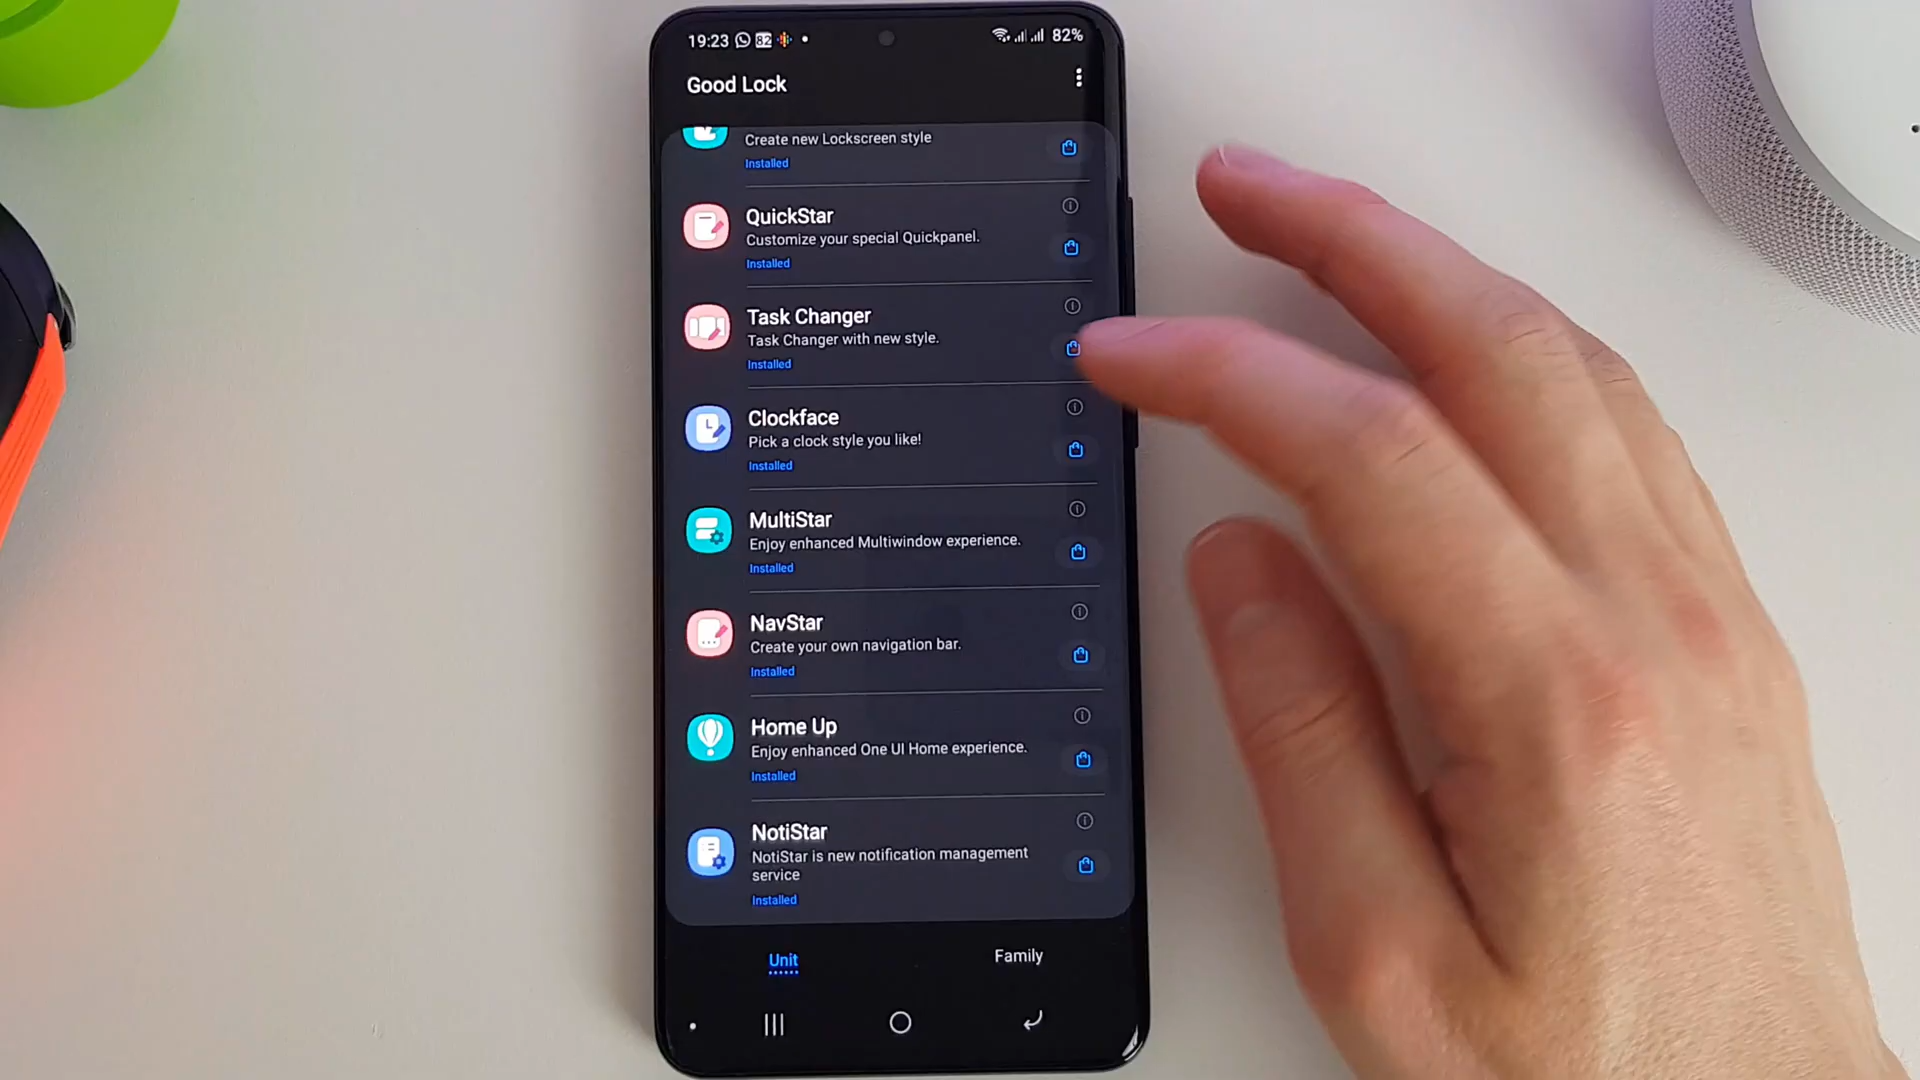 19:23 82 82%
Good Lock
Create new Lockscreen style
Installed
QuickStar
Customize your special Quickpanel.
Installed
Task Changer
Task Changer with new style.
Installed
Clockface
Pick a clock style you like!
Installed
MultiStar
Enjoy enhanced Multiwindow experience.
Installed
NavStar
Create your own navigation bar.
Installed
Home Up
Enjoy enhanced One UI Home experience.
Installed
NotiStar
NotiStar is new notification management
service
Installed
Unit Family